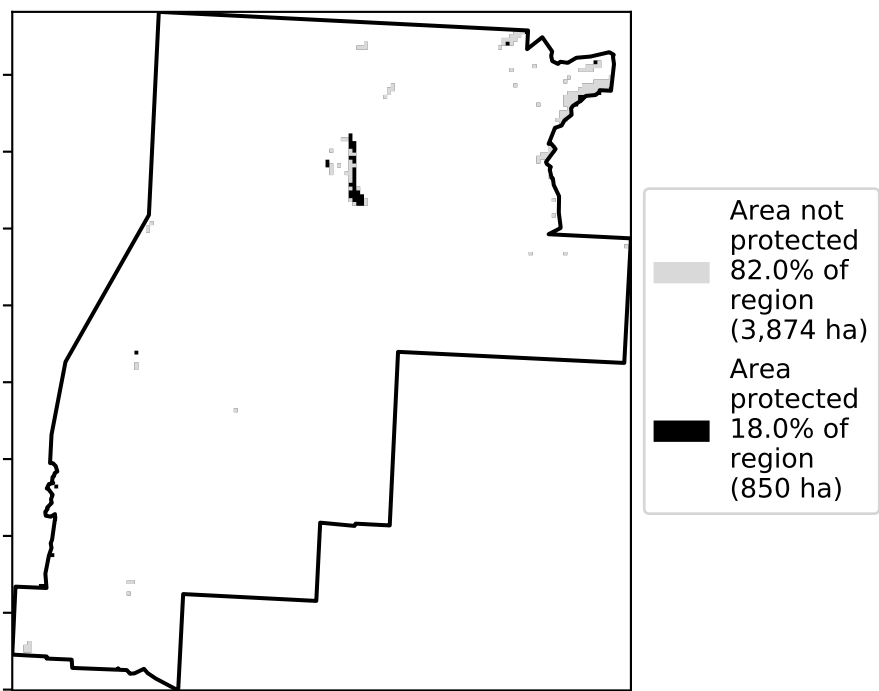 Area not
protected
82.0% of
region
(3,874 ha)
Area
protected
18.0% of
region
(850 ha)